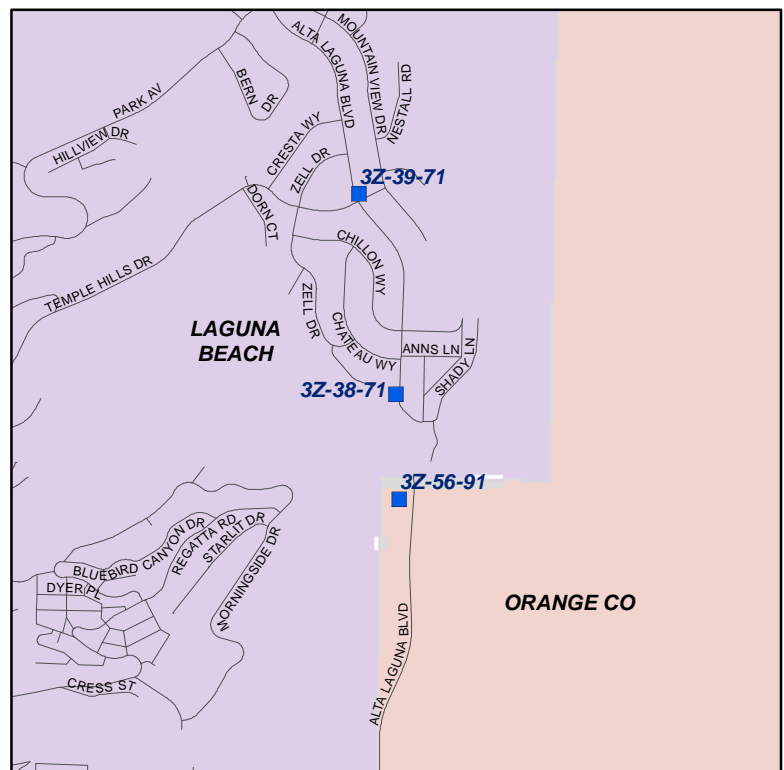 ALTA LAGUNA BLVD
MOUNTAIN VIEW DR
NESTALL RD
BERN DR
PARK AV
HILLVIEW DR
CRESTA WY
ZELL DR
3Z-39-71
DORN CT
CHILLON WY
TEMPLE HILLS DR
ZELL DR
LAGUNA
BEACH
CHATEAU WY
ANNS LN
SHADY LN
3Z-38-71
3Z-56-91
BLUEBIRD CANYON DR
REGATTA RD
STARLIT DR
MORNINGSIDE DR
DYER PL
ORANGE CO
CRESS ST
ALTA LAGUNA BLVD